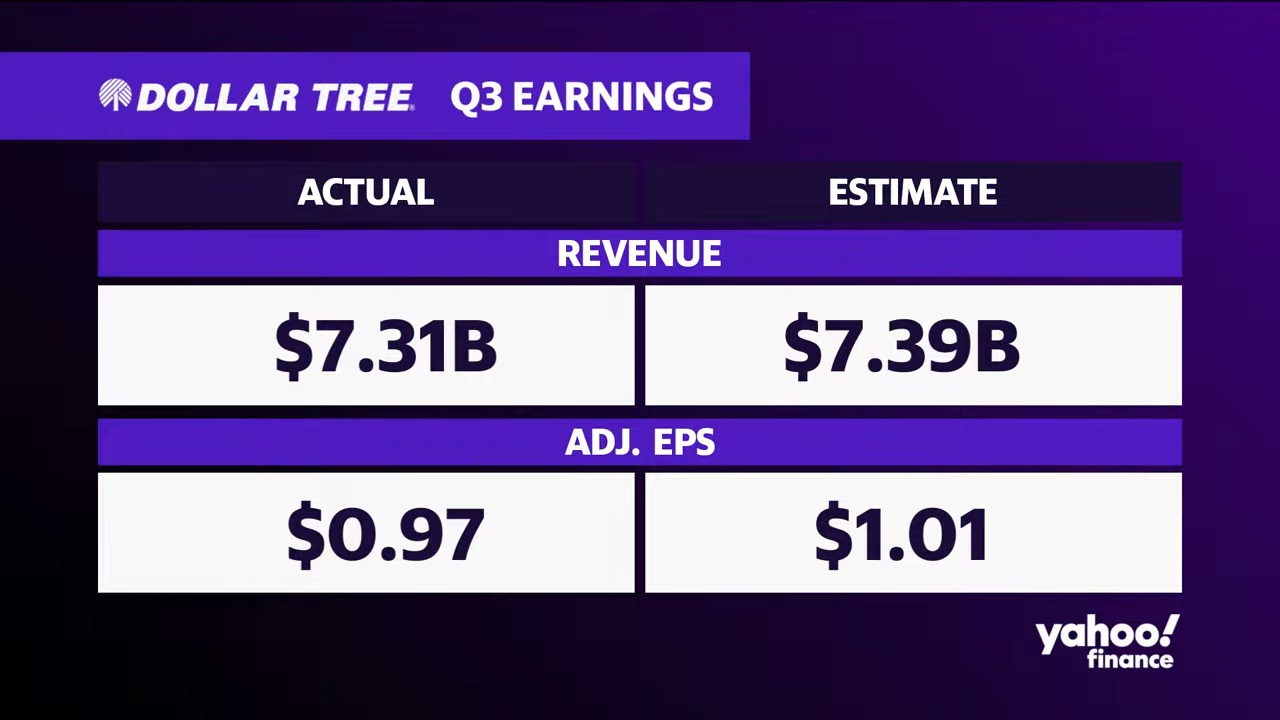 DOLLAR TREE Q3 EARNINGS
ACTUAL ESTIMATE
REVENUE
$7.31B $7.39B
ADJ. EPS
$0.97 $1.01
yahoo!
finance